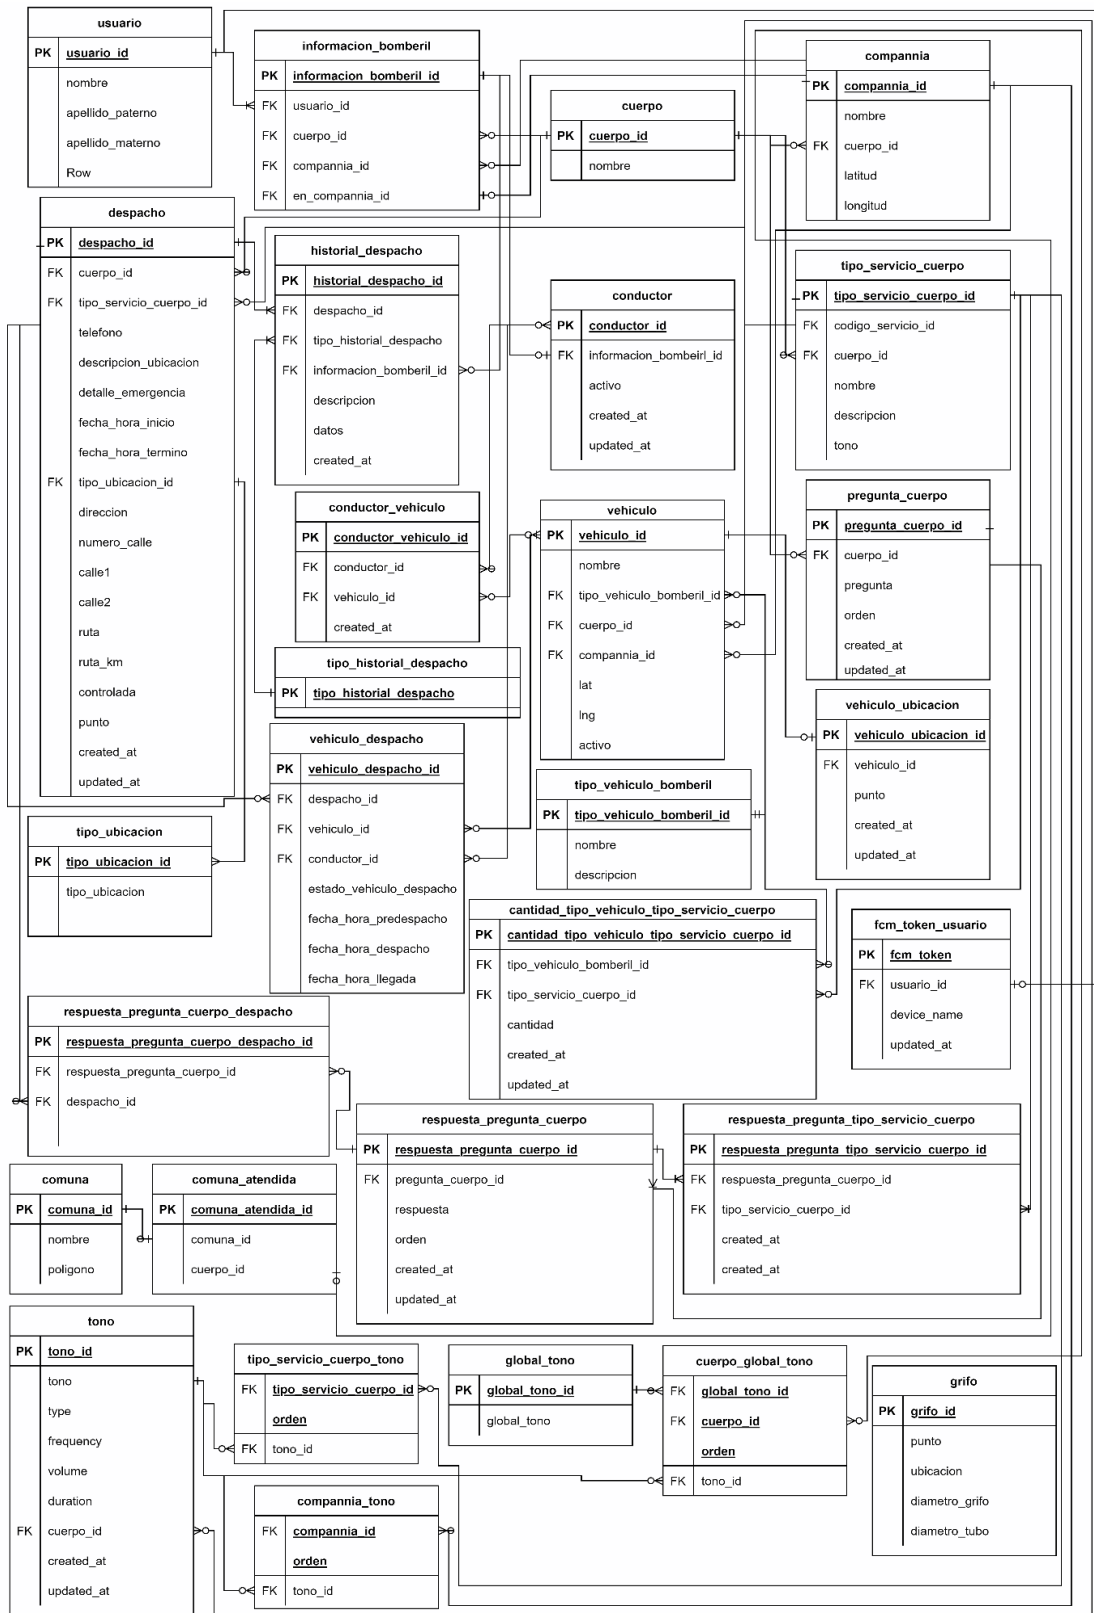 usuario
PK usuario_id
nombre
apellido_paterno
apellido_materno
Row
informacion_bomberil
PK informacion_bomberil_id
FK usuario_id
FK cuerpo_id
FK compannia_id
FK en_compannia_id
cuerpo
PK cuerpo_id
nombre
compannia
PK compannia_id
nombre
FK cuerpo_id
latitud
longitud
despacho
PK despacho_id
FK cuerpo_id
FK tipo_servicio_cuerpo_id
telefono
descripcion_ubicacion
detalle_emergencia
fecha_hora_inicio
fecha_hora_termino
FK tipo_ubicacion_id
direccion
numero_calle
calle1
calle2
ruta
ruta_km
controlada
punto
created_at
updated_at
historial_despacho
PK historial_despacho_id
FK despacho_id
FK tipo_historial_despacho
FK informacion_bomberil_id
descripcion
datos
created_at
conductor
PK conductor_id
FK informacion_bombeirl_id
activo
created_at
updated_at
tipo_servicio_cuerpo
PK tipo_servicio_cuerpo_id
FK codigo_servicio_id
FK cuerpo_id
nombre
descripcion
tono
conductor_vehiculo
PK conductor_vehiculo_id
FK conductor_id
FK vehiculo_id
created_at
vehiculo
PK vehiculo_id
nombre
FK tipo_vehiculo_bomberil_id
FK cuerpo_id
FK compannia_id
lat
lng
activo
pregunta_cuerpo
PK pregunta_cuerpo_id
FK cuerpo_id
pregunta
orden
created_at
updated_at
tipo_historial_despacho
PK tipo_historial_despacho
vehiculo_ubicacion
PK vehiculo_ubicacion_id
FK vehiculo_id
punto
created_at
updated_at
vehiculo_despacho
PK vehiculo_despacho_id
FK despacho_id
FK vehiculo_id
FK conductor_id
estado_vehiculo_despacho
fecha_hora_predespacho
fecha_hora_despacho
fecha_hora_llegada
tipo_vehiculo_bomberil
PK tipo_vehiculo_bomberil_id
nombre
descripcion
tipo_ubicacion
PK tipo_ubicacion_id
tipo_ubicacion
cantidad_tipo_vehiculo_tipo_servicio_cuerpo
PK cantidad_tipo_vehiculo_tipo_servicio_cuerpo_id
FK tipo_vehiculo_bomberil_id
FK tipo_servicio_cuerpo_id
cantidad
created_at
updated_at
fcm_token_usuario
PK fcm_token
FK usuario_id
device_name
updated_at
respuesta_pregunta_cuerpo_despacho
PK respuesta_pregunta_cuerpo_despacho_id
FK respuesta_pregunta_cuerpo_id
FK despacho_id
respuesta_pregunta_cuerpo
PK respuesta_pregunta_cuerpo_id
FK pregunta_cuerpo_id
respuesta
orden
created_at
updated_at
respuesta_pregunta_tipo_servicio_cuerpo
PK respuesta_pregunta_tipo_servicio_cuerpo_id
FK respuesta_pregunta_cuerpo_id
FK tipo_servicio_cuerpo_id
created_at
created_at
comuna
PK comuna_id
nombre
poligono
comuna_atendida
PK comuna_atendida_id
comuna_id
cuerpo_id
tono
PK tono_id
tono
type
frequency
volume
duration
FK cuerpo_id
created_at
updated_at
tipo_servicio_cuerpo_tono
FK tipo_servicio_cuerpo_id
orden
FK tono_id
global_tono
PK global_tono_id
global_tono
cuerpo_global_tono
FK global_tono_id
FK cuerpo_id
orden
FK tono_id
grifo
PK grifo_id
punto
ubicacion
diametro_grifo
diametro_tubo
compannia_tono
FK compannia_id
orden
FK tono_id